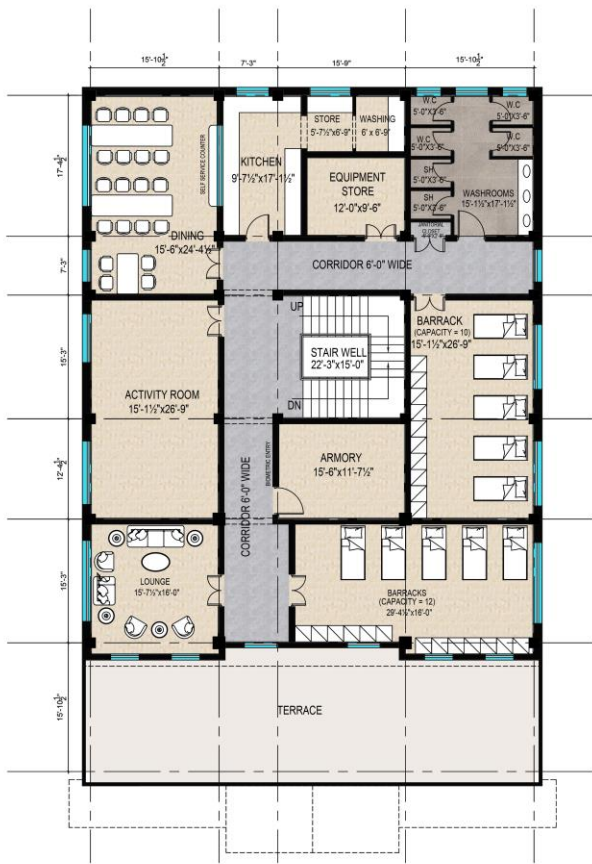 15'-10½"
7'-3"
15'-9"
15'-10½"
W.C
5'-0"X3'-6"
W.C
5'-0"X3'-6"
STORE
5'-7½"x6'-9"
WASHING
6' x 6'-9"
17'-4½"
SELF SERVICE COUNTER
KITCHEN
9'-7½"x17'-1½"
W.C
5'-0"X3'-6"
W.C
5'-0"X3'-6"
EQUIPMENT
STORE
12'-0"x9'-6"
SH
5'-0"X3'-6"
WASHROOMS
15'-1½"x17'-1½"
SH
5'-0"X3'-6"
JANITORIAL
CLOSET
DINING
15'-6"x24'-4½"
7'-3"
CORRIDOR 6'-0" WIDE
UP
BARRACK
(CAPACITY = 10)
15'-1½"x26'-9"
15'-3"
STAIR WELL
22'-3"x15'-0"
ACTIVITY ROOM
15'-1½"x26'-9"
DN
12'-4½"
BIOMETRIC ENTRY
ARMORY
15'-6"x11'-7½"
CORRIDOR 6'-0" WIDE
15'-3"
LOUNGE
15'-7½"x16'-0"
BARRACKS
(CAPACITY = 12)
29'-4½"x16'-0"
15'-10½"
TERRACE